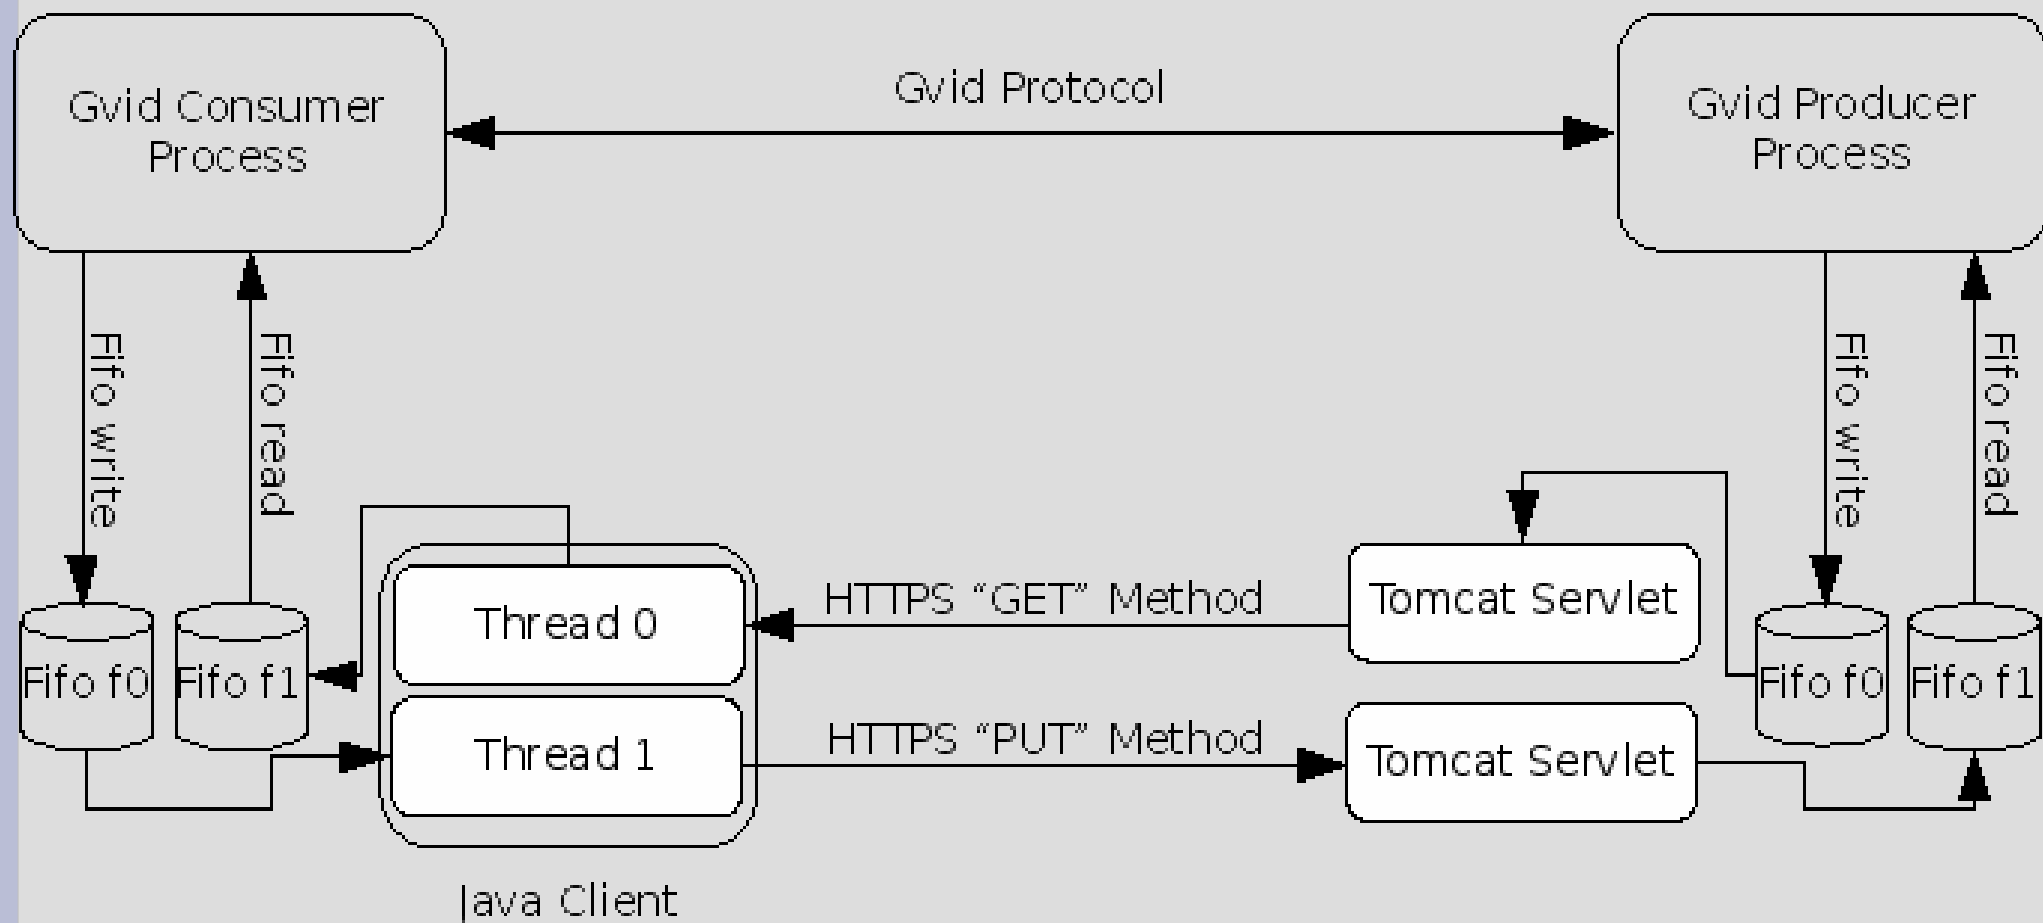 Gvid Consumer
Process
Gvid Protocol
Gvid Producer
Process
Fifo write
Fifo read
Fifo write
Fifo read
Fifo f0
Fifo f1
Thread 0
HTTPS “GET” Method
Tomcat Servlet
Fifo f0
Fifo f1
Thread 1
HTTPS “PUT” Method
Tomcat Servlet
Java Client